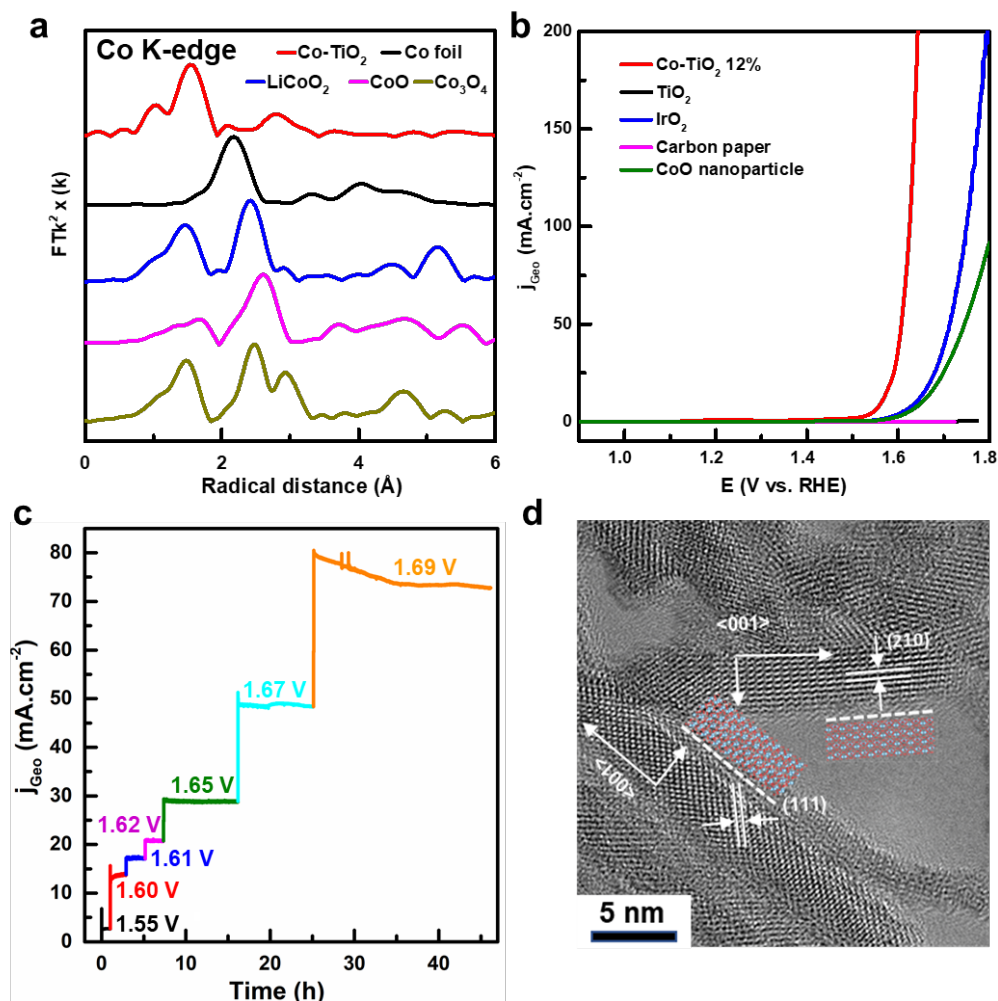 a
Co K-edge
Co-TiO₂
Co foil
LiCoO₂
CoO
Co₃O₄
FTk² x (k)
0
2
4
6
Radical distance (Å)
b
200
150
100
50
0
j_Geo (mA.cm⁻²)
Co-TiO₂ 12%
TiO₂
IrO₂
Carbon paper
CoO nanoparticle
1.0
1.2
1.4
1.6
1.8
E (V vs. RHE)
c
80
70
60
50
40
30
20
10
0
j_Geo (mA.cm⁻²)
1.69 V
1.67 V
1.65 V
1.62 V
1.61 V
1.60 V
1.55 V
0
10
20
30
40
Time (h)
d
<001>
(210)
<100>
(111)
5 nm